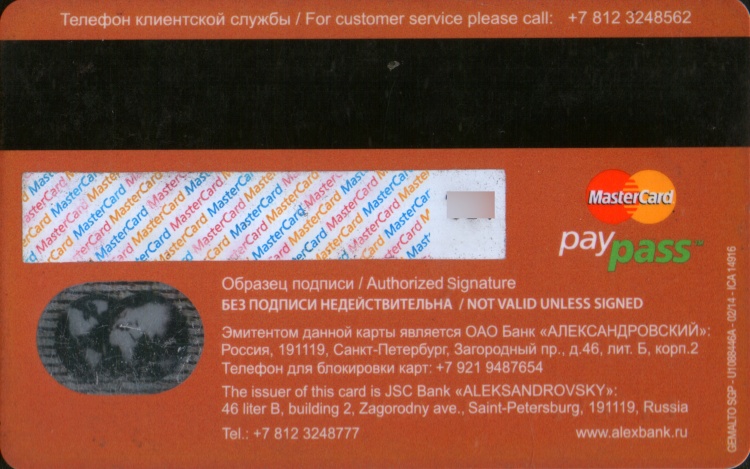 Телефон клиентской службы / For customer service please call: +7 812 3248562
MasterCard
pay
pass™
Образец подписи / Authorized Signature
БЕЗ ПОДПИСИ НЕДЕЙСТВИТЕЛЬНА / NOT VALID UNLESS SIGNED
Эмитентом данной карты является ОАО Банк «АЛЕКСАНДРОВСКИЙ»:
Россия, 191119, Санкт-Петербург, Загородный пр., д.46, лит. Б, корп.2
Телефон для блокировки карт: +7 921 9487654
The issuer of this card is JSC Bank «ALEKSANDROVSKY»:
46 liter B, building 2, Zagorodny ave., Saint-Petersburg, 191119, Russia
Tel.: +7 812 3248777 www.alexbank.ru
GEMALTO SGP - U1088446A - 02/14 - ICA 14916